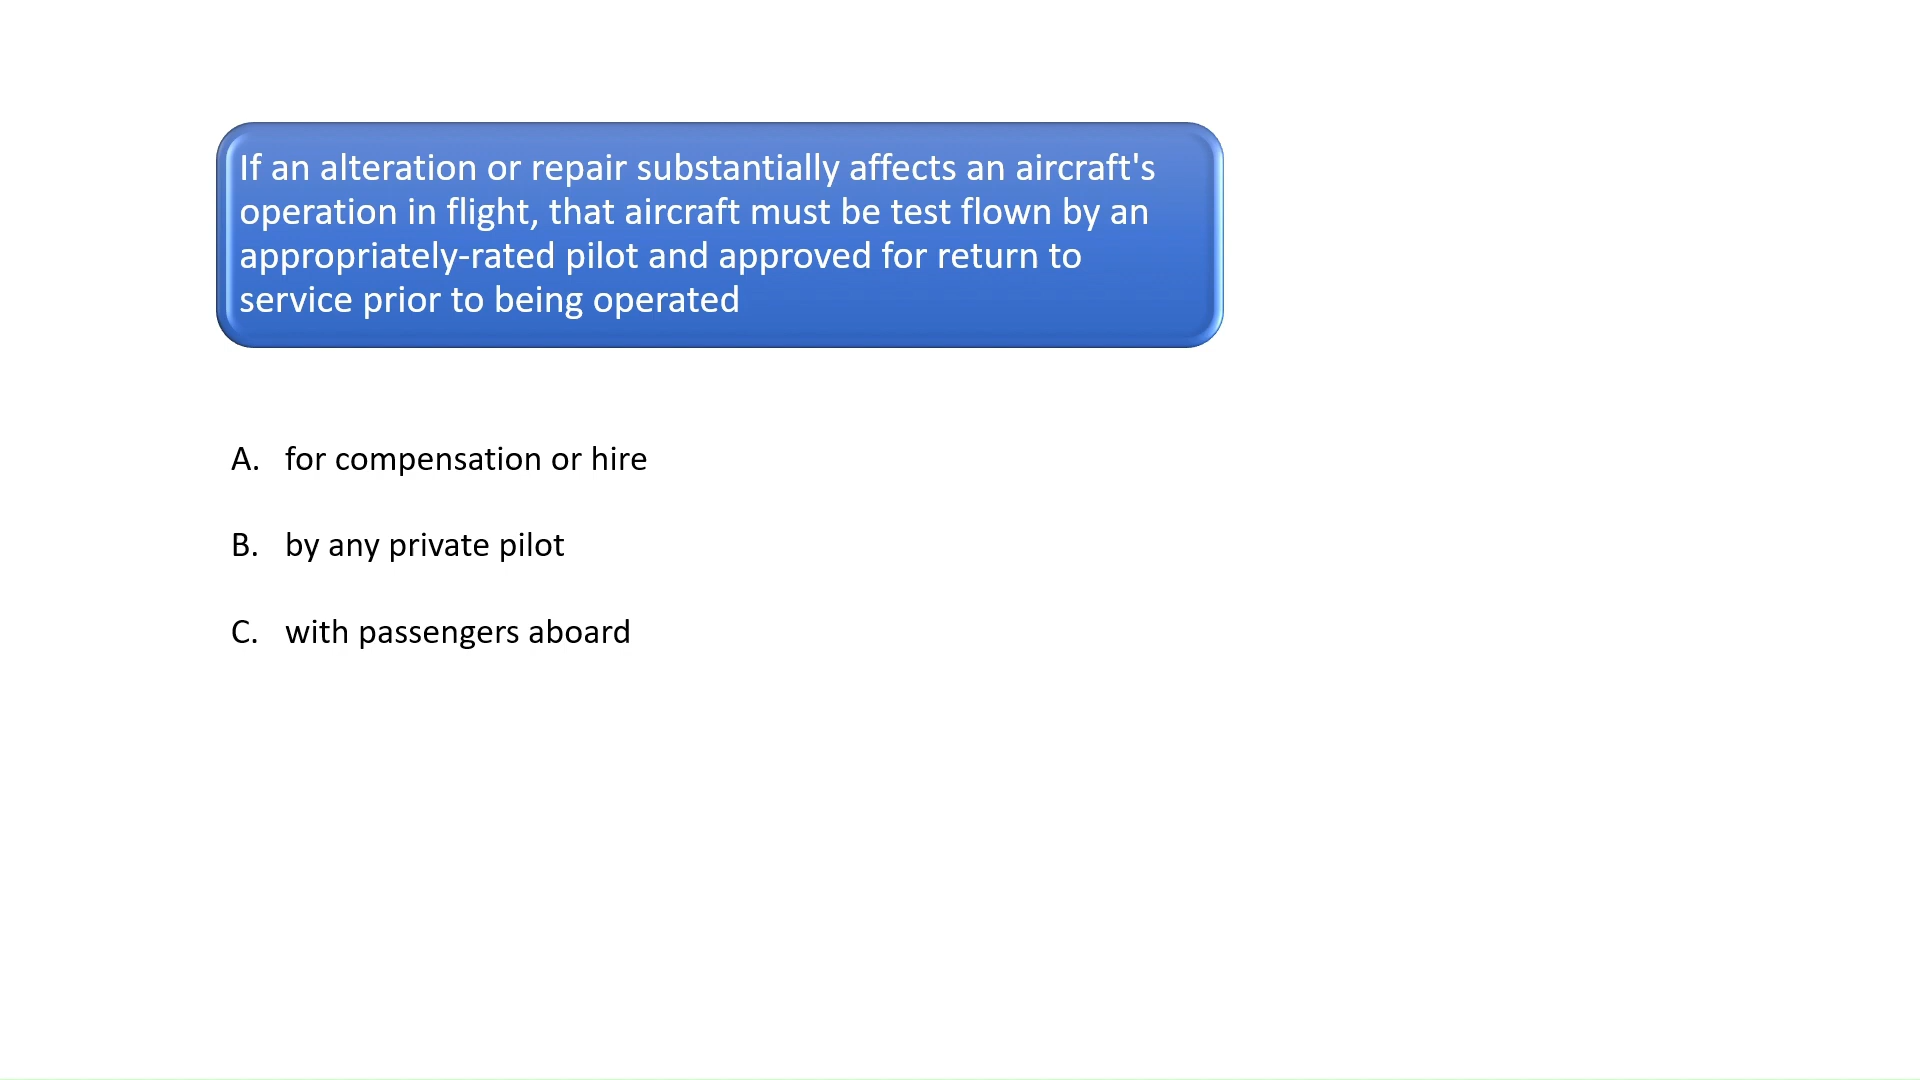 If an alteration or repair substantially affects an aircraft's
operation in flight, that aircraft must be test flown by an
appropriately-rated pilot and approved for return to
service prior to being operated
A. for compensation or hire
B. by any private pilot
C. with passengers aboard